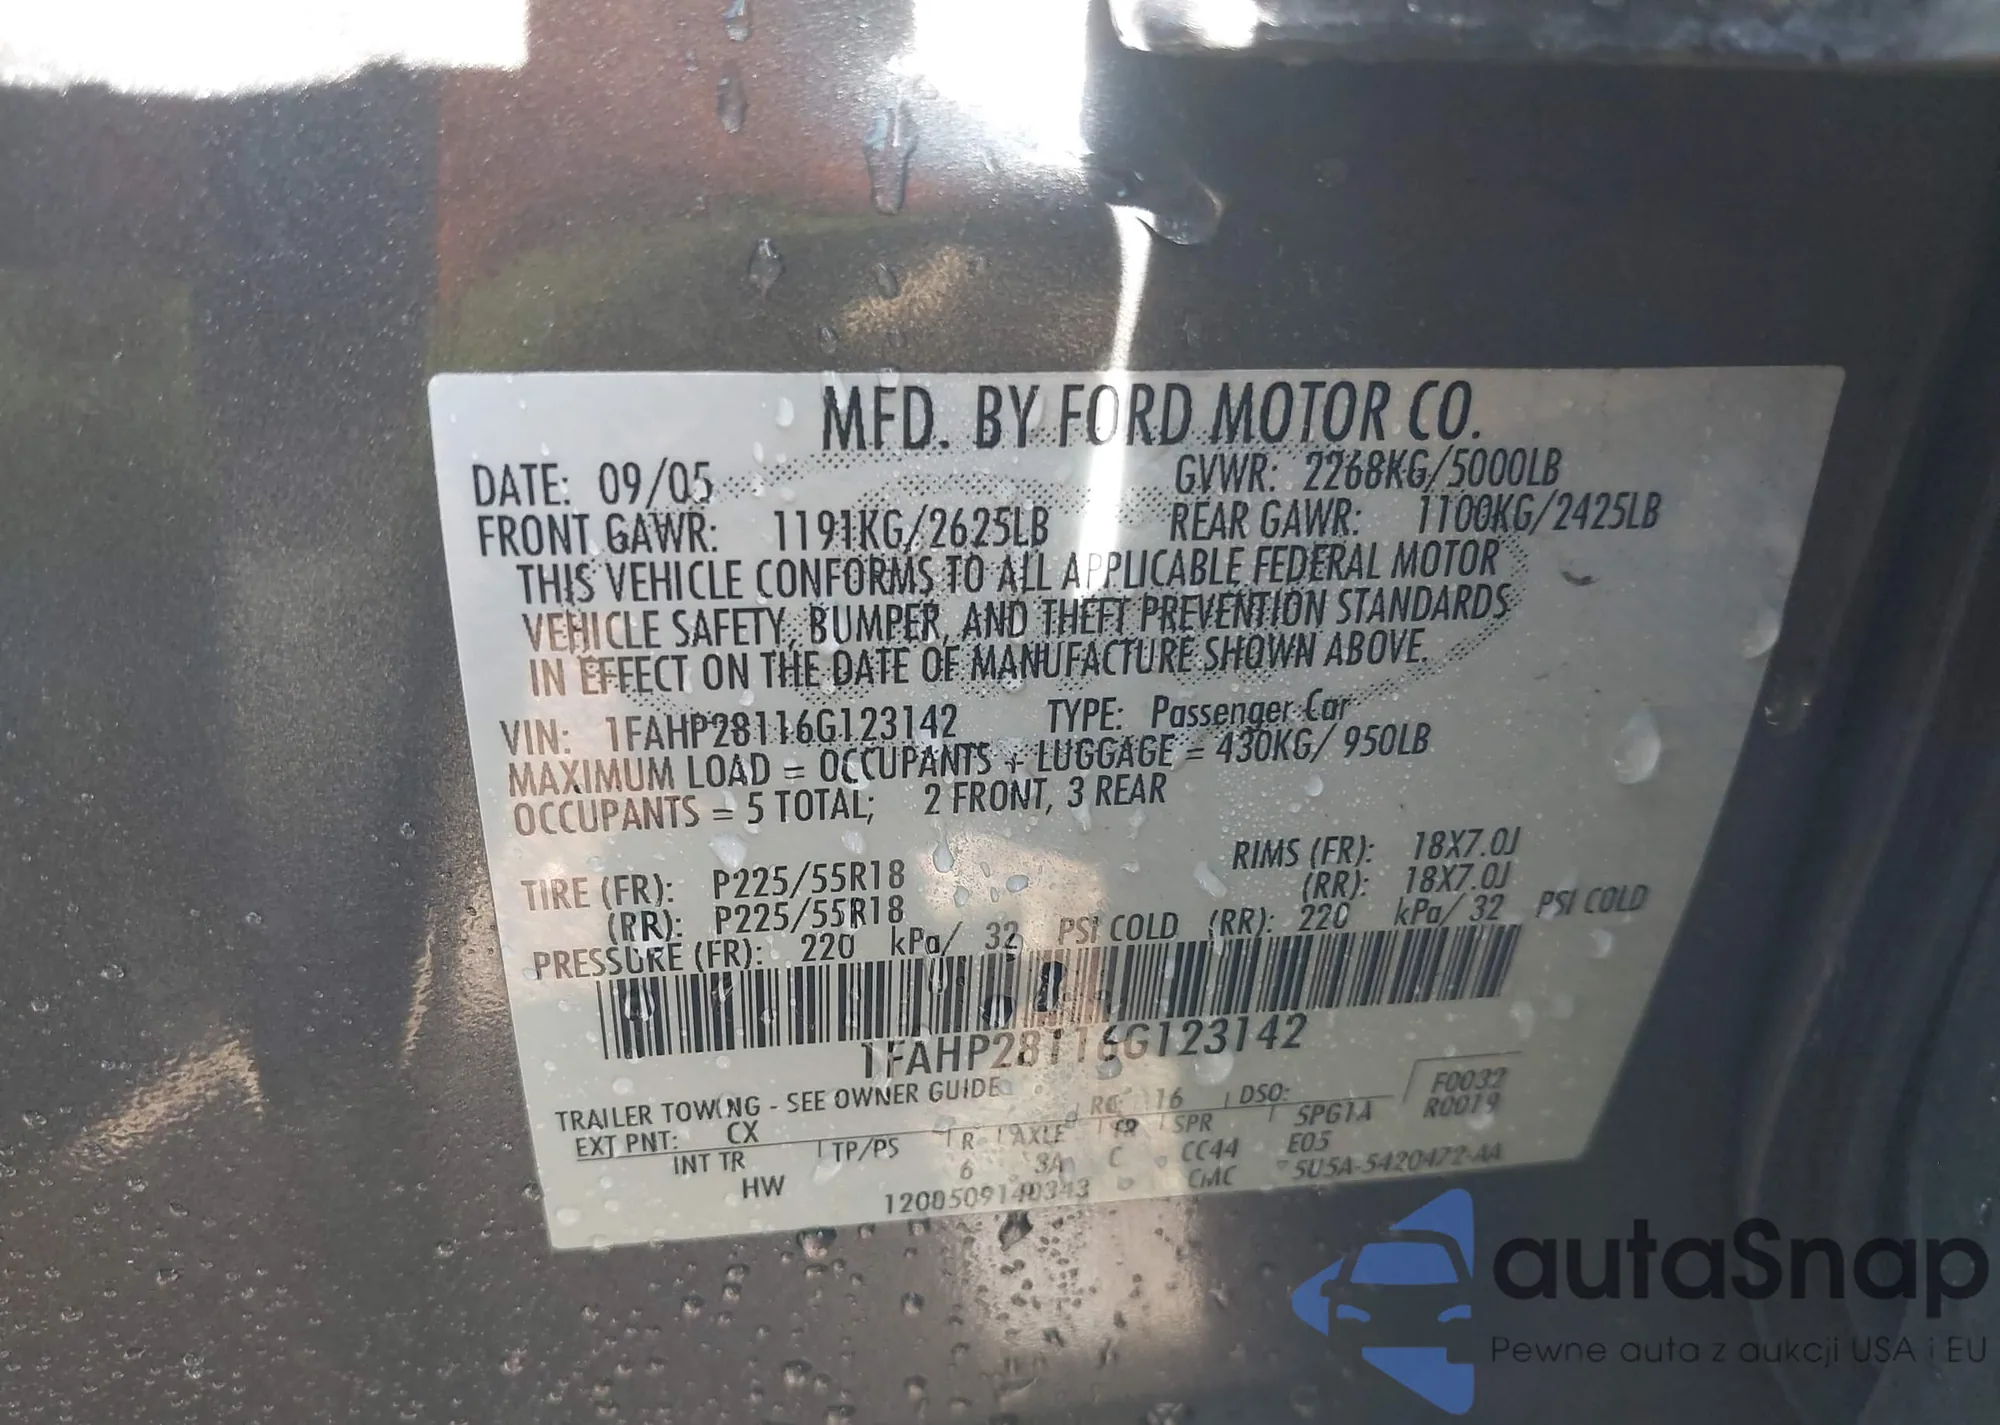 MFD. BY FORD MOTOR CO.
DATE: 09/05 GVWR: 2268KG/5000LB
FRONT GAWR: 1191KG/2625LB REAR GAWR: 1100KG/2425LB
THIS VEHICLE CONFORMS TO ALL APPLICABLE FEDERAL MOTOR
VEHICLE SAFETY, BUMPER, AND THEFT PREVENTION STANDARDS
IN EFFECT ON THE DATE OF MANUFACTURE SHOWN ABOVE.
VIN: 1FAHP28116G123142 TYPE: Passenger Car
MAXIMUM LOAD = OCCUPANTS + LUGGAGE = 430KG/ 950LB
OCCUPANTS = 5 TOTAL; 2 FRONT, 3 REAR
TIRE (FR): P225/55R18 RIMS (FR): 18X7.0J
(RR): P225/55R18 (RR): 18X7.0J
PRESSURE (FR): 220 kPa/ 32 PSI COLD (RR): 220 kPa/ 32 PSI COLD
1FAHP28116G123142
TRAILER TOWING - SEE OWNER GUIDE
EXT PNT: CX RC: 16 DSO: F0032
R0019
INT TR TP/PS R AXLE TR SPR 5PG1A
HW 6 3A C CC44 E05
1200509140343 CMC 5U5A-5420472-AA
autaSnap
Pewne auta z aukcji USA i EU